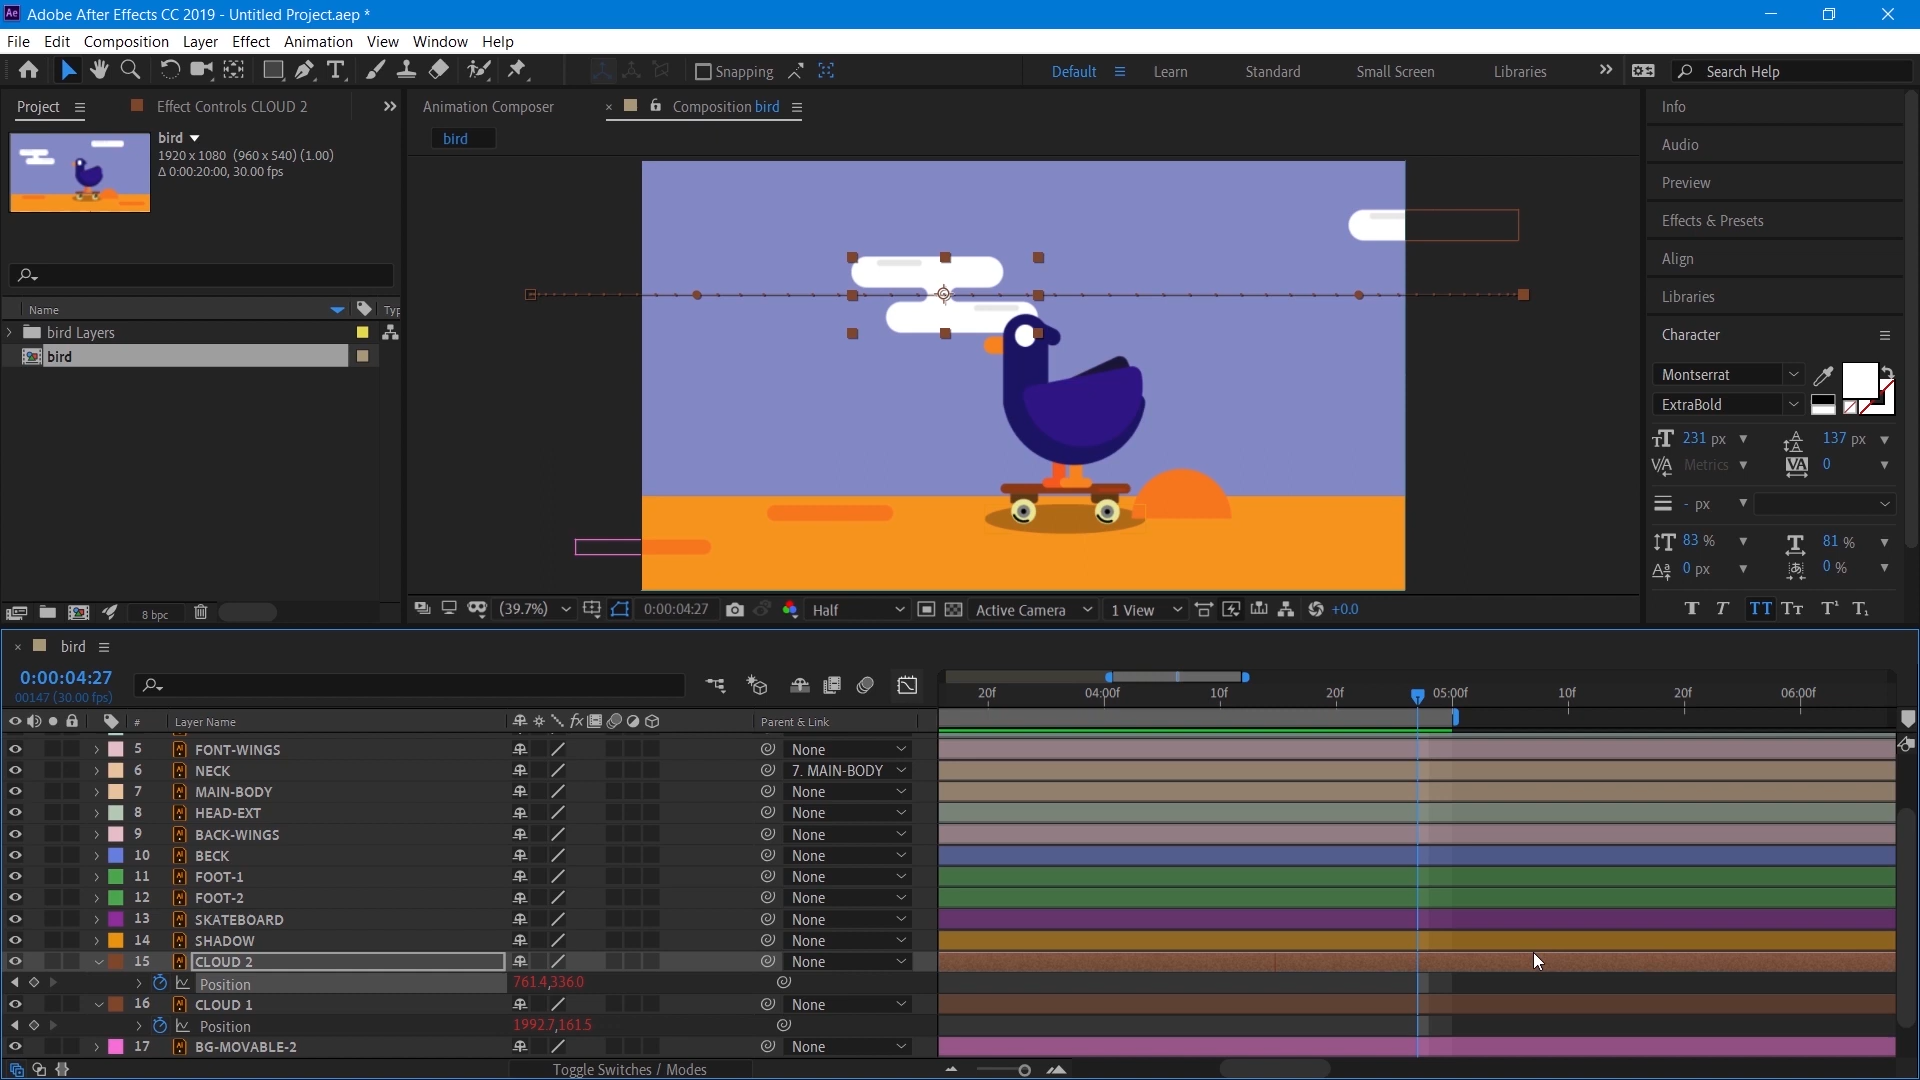 Ae Adobe After Effects CC 2019 - Untitled Project.aep *
File Edit Composition Layer Effect Animation View Window Help
Snapping Default Learn Standard Small Screen Libraries Search Help
Project Effect Controls CLOUD 2
bird
1920 x 1080 (960 x 540) (1.00)
Δ 0:00:20:00, 30.00 fps
Name Typ
bird Layers
bird
8 bpc
Animation Composer × Composition bird
bird
(39.7%) 0:00:04:27 Half Active Camera 1 View +0.0
Info
Audio
Preview
Effects & Presets
Align
Libraries
Character
Montserrat
ExtraBold
231 px 137 px
Metrics 0
- px
83 % 81 %
0 px 0 %
T T TT Tт T¹ T₁
× bird
0:00:04:27
00147 (30.00 fps)
20f 04:00f 10f 20f 05:00f 10f 20f 06:00f
# Layer Name Parent & Link
5 FONT-WINGS None
6 NECK 7. MAIN-BODY
7 MAIN-BODY None
8 HEAD-EXT None
9 BACK-WINGS None
10 BECK None
11 FOOT-1 None
12 FOOT-2 None
13 SKATEBOARD None
14 SHADOW None
15 CLOUD 2 None
Position 761.4,336.0
16 CLOUD 1 None
Position 1992.7,161.5
17 BG-MOVABLE-2 None
Toggle Switches / Modes